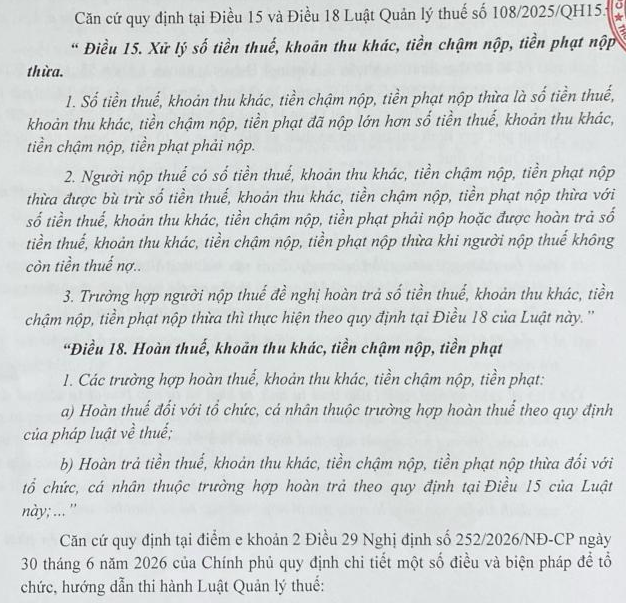 Căn cứ quy định tại Điều 15 và Điều 18 Luật Quản lý thuế số 108/2025/QH15:
“ Điều 15. Xử lý số tiền thuế, khoản thu khác, tiền chậm nộp, tiền phạt nộp
thừa.
1. Số tiền thuế, khoản thu khác, tiền chậm nộp, tiền phạt nộp thừa là số tiền thuế,
khoản thu khác, tiền chậm nộp, tiền phạt đã nộp lớn hơn số tiền thuế, khoản thu khác,
tiền chậm nộp, tiền phạt phải nộp.
2. Người nộp thuế có số tiền thuế, khoản thu khác, tiền chậm nộp, tiền phạt nộp
thừa được bù trừ số tiền thuế, khoản thu khác, tiền chậm nộp, tiền phạt nộp thừa với
số tiền thuế, khoản thu khác, tiền chậm nộp, tiền phạt phải nộp hoặc được hoàn trả số
tiền thuế, khoản thu khác, tiền chậm nộp, tiền phạt nộp thừa khi người nộp thuế không
còn tiền thuế nợ..
3. Trường hợp người nộp thuế đề nghị hoàn trả số tiền thuế, khoản thu khác, tiền
chậm nộp, tiền phạt nộp thừa thì thực hiện theo quy định tại Điều 18 của Luật này.”
“Điều 18. Hoàn thuế, khoản thu khác, tiền chậm nộp, tiền phạt
1. Các trường hợp hoàn thuế, khoản thu khác, tiền chậm nộp, tiền phạt:
a) Hoàn thuế đối với tổ chức, cá nhân thuộc trường hợp hoàn thuế theo quy định
của pháp luật về thuế;
b) Hoàn trả tiền thuế, khoản thu khác, tiền chậm nộp, tiền phạt nộp thừa đối với
tổ chức, cá nhân thuộc trường hợp hoàn trả theo quy định tại Điều 15 của Luật
này; ... ”
Căn cứ quy định tại điểm e khoản 2 Điều 29 Nghị định số 252/2026/NĐ-CP ngày
30 tháng 6 năm 2026 của Chính phủ quy định chi tiết một số điều và biện pháp để tổ
chức, hướng dẫn thi hành Luật Quản lý thuế: